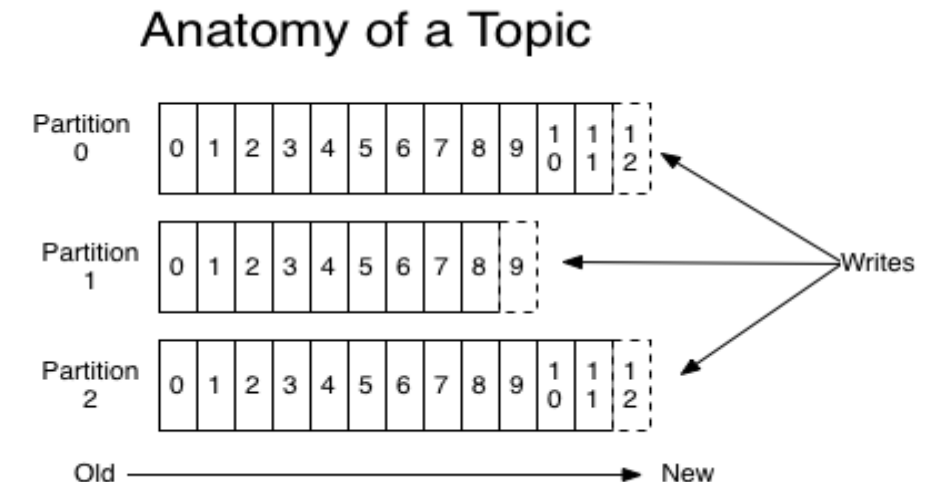 Anatomy of a Topic
Partition
0
0 1 2 3 4 5 6 7 8 9 10 11 12
Partition
1
0 1 2 3 4 5 6 7 8 9
Writes
Partition
2
0 1 2 3 4 5 6 7 8 9 10 11 12
Old
New